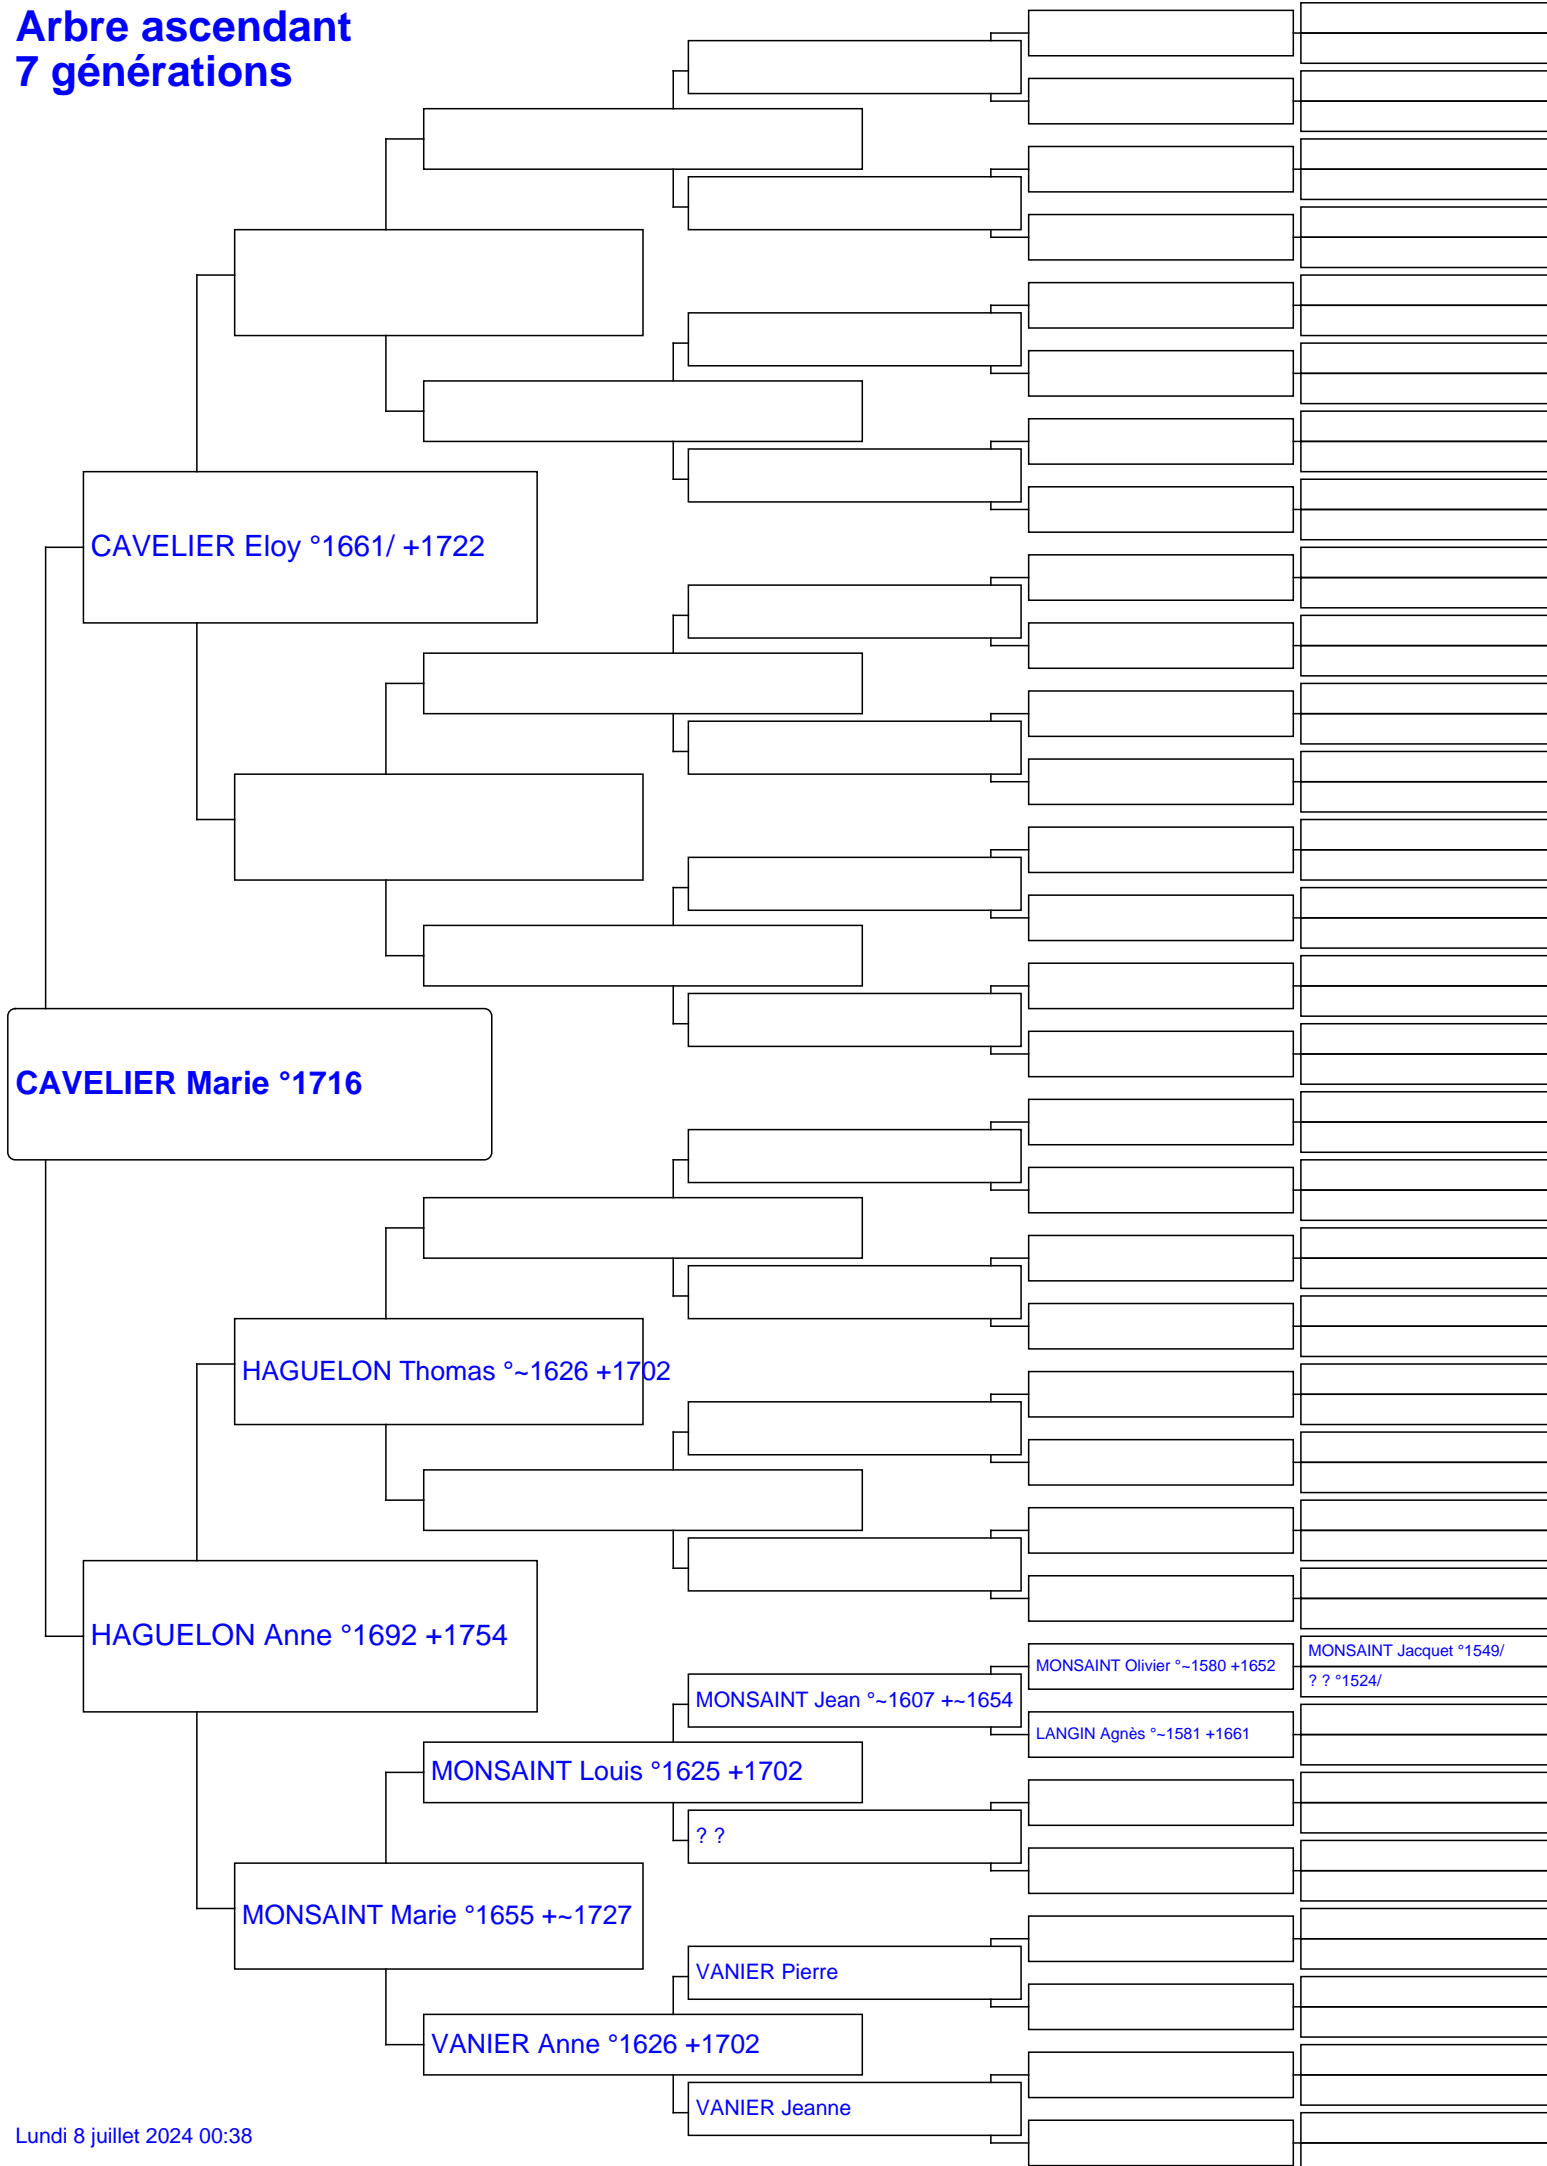 Arbre ascendant
7 générations
CAVELIER Eloy °1661/ +1722
CAVELIER Marie °1716
HAGUELON Thomas °~1626 +1702
HAGUELON Anne °1692 +1754
MONSAINT Jacquet °1549/
MONSAINT Olivier °~1580 +1652
? ? °1524/
MONSAINT Jean °~1607 +~1654
LANGIN Agnès °~1581 +1661
MONSAINT Louis °1625 +1702
? ?
MONSAINT Marie °1655 +~1727
VANIER Pierre
VANIER Anne °1626 +1702
VANIER Jeanne
Lundi 8 juillet 2024 00:38